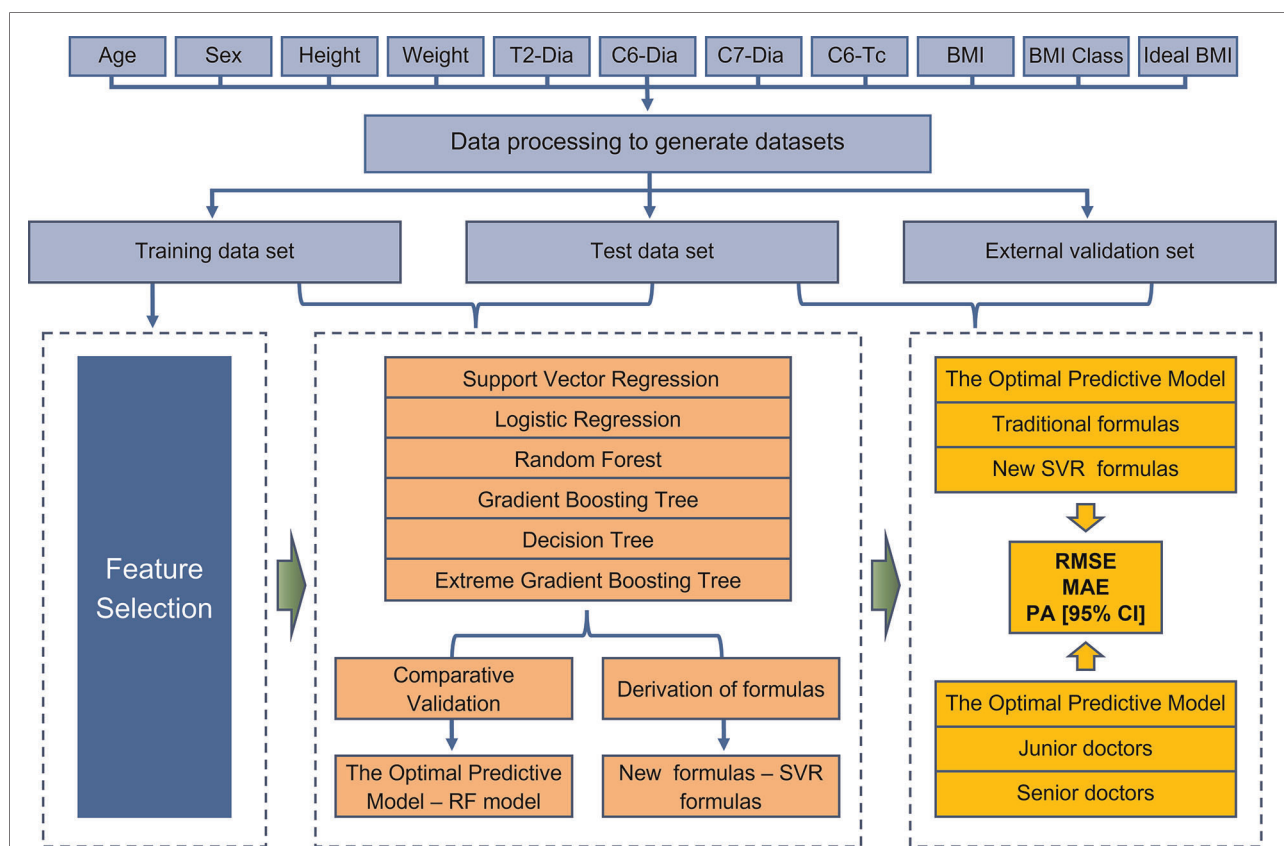 Age
Sex
Height
Weight
T2-Dia
C6-Dia
C7-Dia
C6-Tc
BMI
BMI Class
Ideal BMI
Data processing to generate datasets
Training data set
Test data set
External validation set
Feature
Selection
Support Vector Regression
Logistic Regression
Random Forest
Gradient Boosting Tree
Decision Tree
Extreme Gradient Boosting Tree
Comparative
Validation
Derivation of formulas
The Optimal Predictive
Model – RF model
New formulas – SVR
formulas
The Optimal Predictive Model
Traditional formulas
New SVR formulas
RMSE
MAE
PA [95% CI]
The Optimal Predictive Model
Junior doctors
Senior doctors